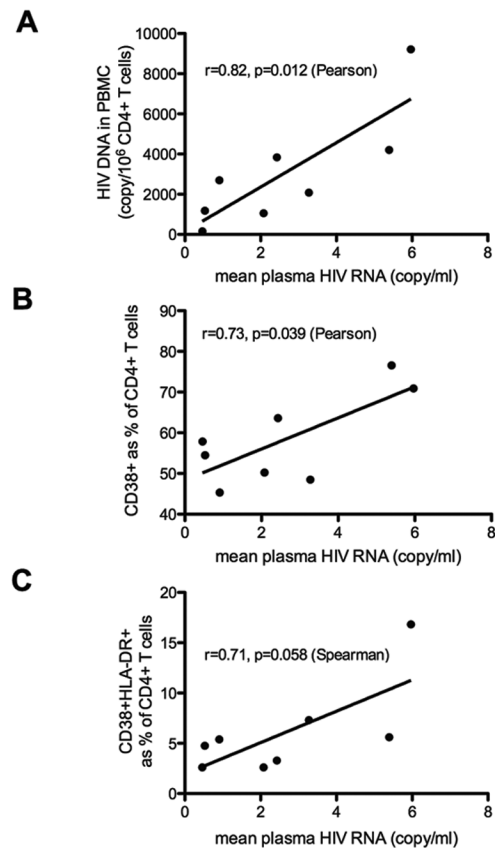 A
HIV DNA in PBMC
(copy/10⁶ CD4+ T cells)
10000
8000
6000
4000
2000
0
r=0.82, p=0.012 (Pearson)
0 2 4 6 8
mean plasma HIV RNA (copy/ml)
B
CD38+ as % of CD4+ T cells
90
80
70
60
50
40
r=0.73, p=0.039 (Pearson)
0 2 4 6 8
mean plasma HIV RNA (copy/ml)
C
CD38+HLA-DR+
as % of CD4+ T cells
20
15
10
5
0
r=0.71, p=0.058 (Spearman)
0 2 4 6 8
mean plasma HIV RNA (copy/ml)